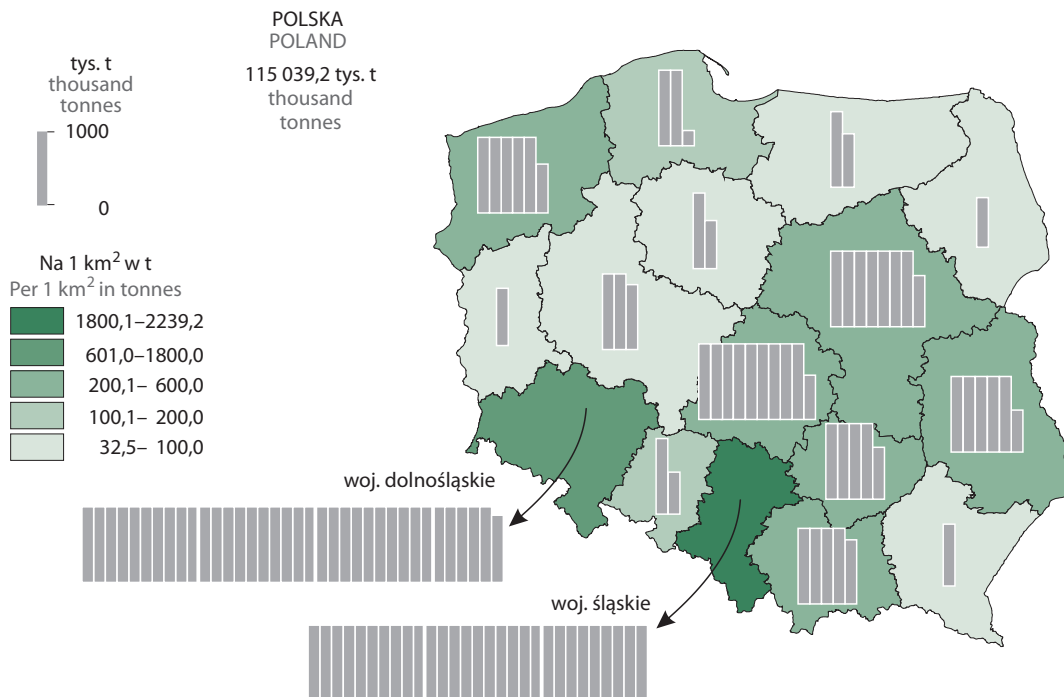 POLSKA
POLAND
115 039,2 tys. t
thousand
tonnes
tys. t
thousand
tonnes
1000
0
Na 1 km² w t
Per 1 km² in tonnes
1800,1–2239,2
601,0–1800,0
200,1– 600,0
100,1– 200,0
32,5– 100,0
woj. dolnośląskie
woj. śląskie